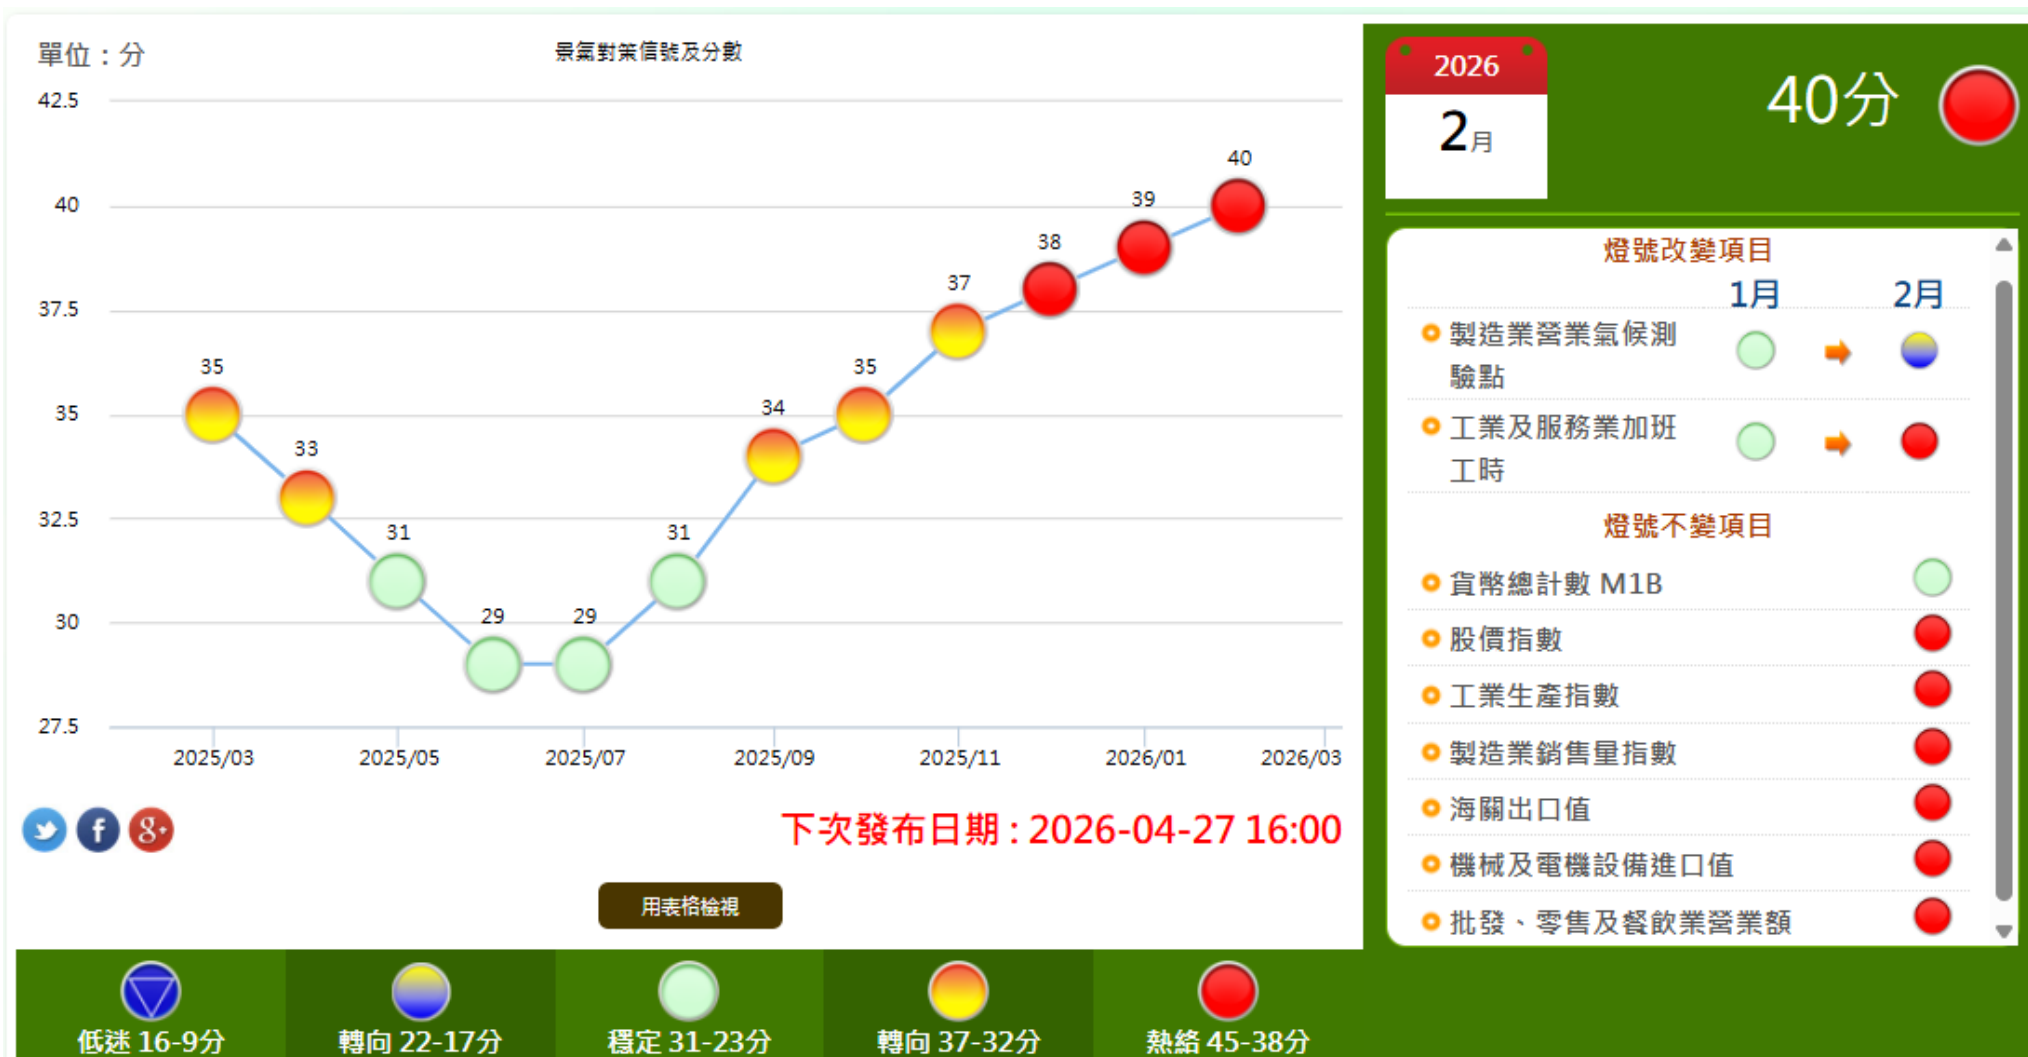 單位：分
景氣對策信號及分數
42.5
40
37.5
35
32.5
30
27.5
35
33
31
29
29
31
34
35
37
38
39
40
2025/03
2025/05
2025/07
2025/09
2025/11
2026/01
2026/03
下次發布日期 : 2026-04-27 16:00
用表格檢視
2026
2月
40分
燈號改變項目
1月
2月
製造業營業氣候測
驗點
工業及服務業加班
工時
燈號不變項目
貨幣總計數 M1B
股價指數
工業生產指數
製造業銷售量指數
海關出口值
機械及電機設備進口值
批發、零售及餐飲業營業額
低迷 16-9分
轉向 22-17分
穩定 31-23分
轉向 37-32分
熱絡 45-38分